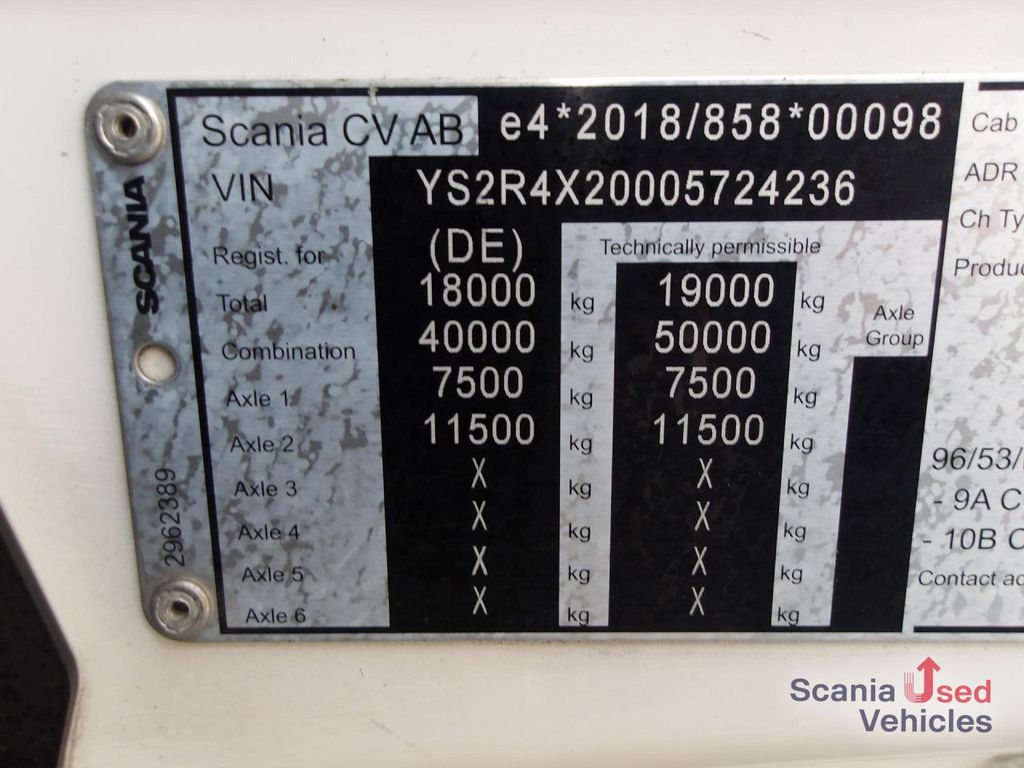 Scania CV AB e4*2018/858*00098
VIN YS2R4X20005724236
Regist. for (DE) Technically permissible
Total 18000 kg 19000 kg
Axle
Group
Combination 40000 kg 50000 kg
Axle 1 7500 kg 7500 kg
Axle 2 11500 kg 11500 kg
Axle 3 X kg X kg
Axle 4 X kg X kg
Axle 5 X kg X kg
Axle 6 X kg X kg
SCANIA
2962389
Cab
ADR
Ch Ty
Produc
96/53/
- 9A C
- 10B C
Contact ac
Scania Used
Vehicles